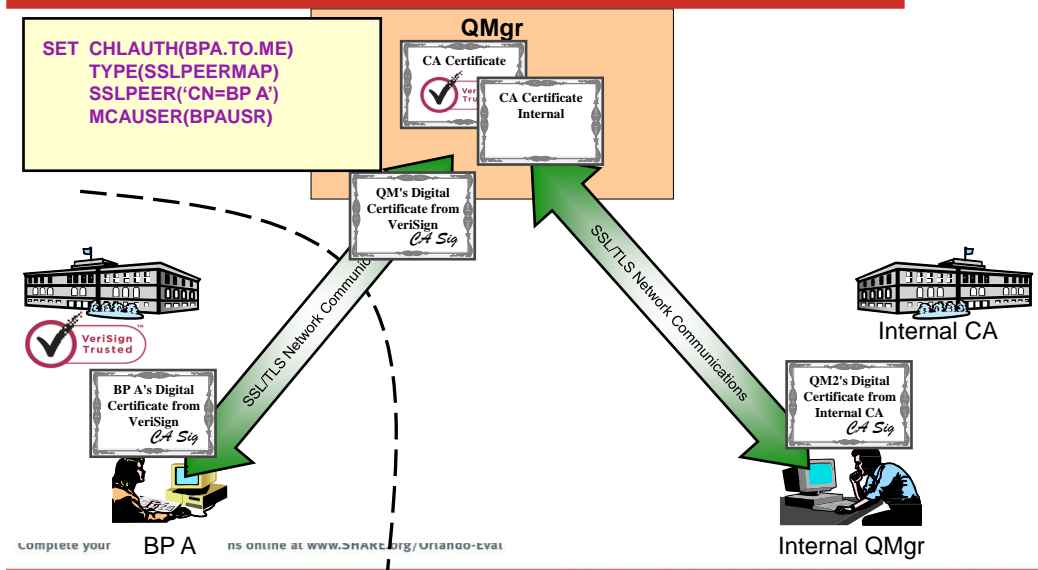 QMgr
SET CHLAUTH(BPA.TO.ME)
TYPE(SSLPEERMAP)
SSLPEER(‘CN=BP A’)
MCAUSER(BPAUSR)
CA Certificate
CA Certificate
Internal
QM's Digital
Certificate from
VeriSign
CA Sig
SSL/TLS Network Communic
SSL/TLS Network Communications
VeriSign
Trusted
™
Internal CA
BP A's Digital
Certificate from
VeriSign
CA Sig
QM2's Digital
Certificate from
Internal CA
CA Sig
BP A
Internal QMgr
Complete your
ns online at www.SHARE.org/Orlando-Eval